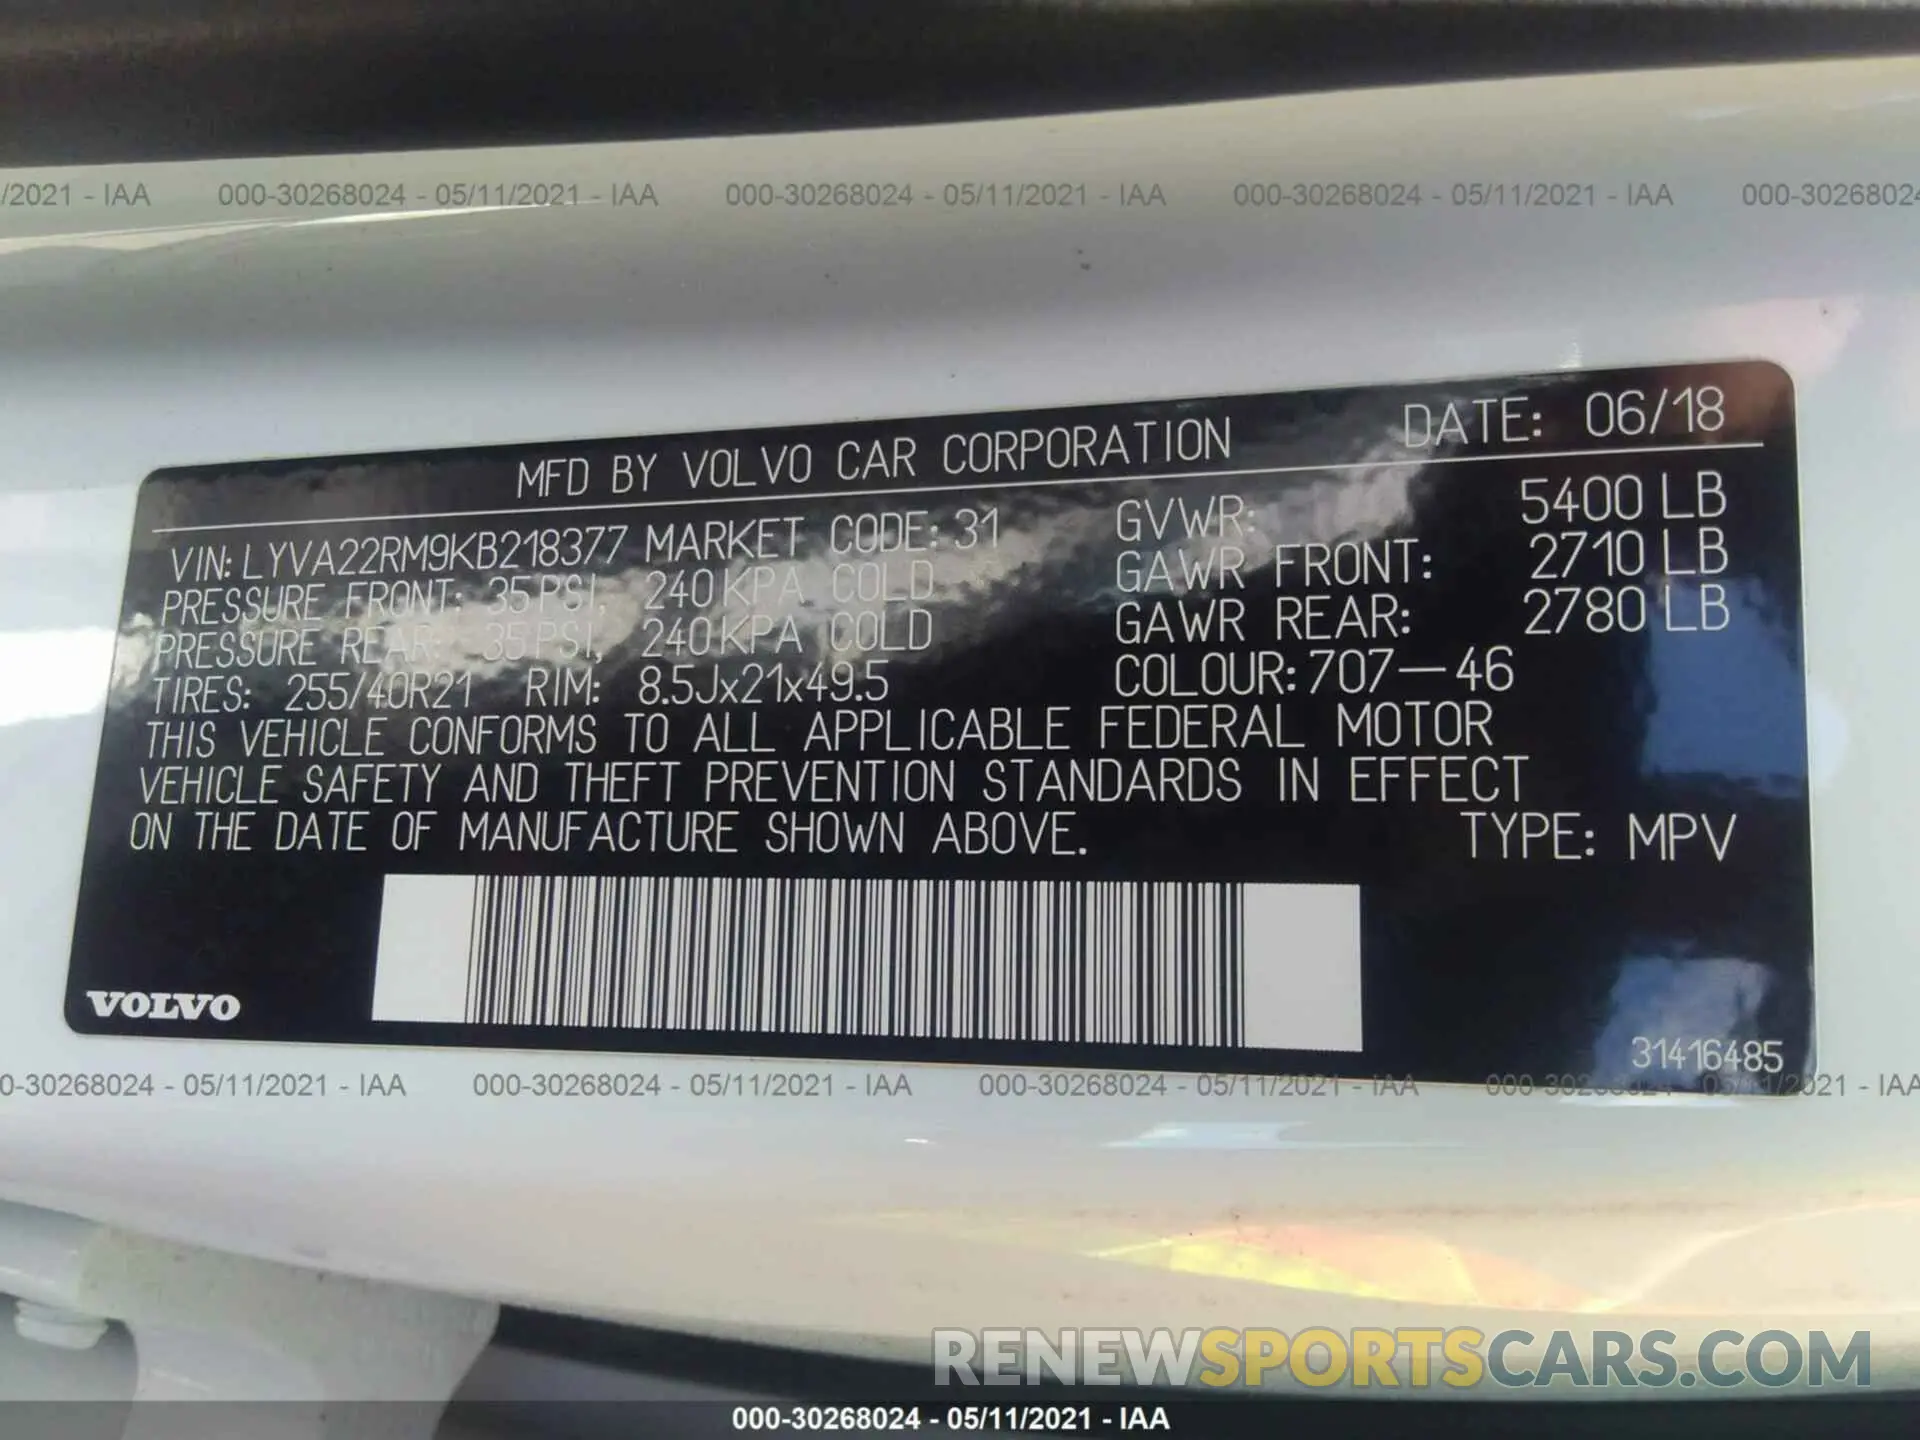 /2021 - IAA 000-30268024 - 05/11/2021 - IAA 000-30268024 - 05/11/2021 - IAA 000-30268024 - 05/11/2021 - IAA 000-3026802
MFD BY VOLVO CAR CORPORATION DATE: 06/18
VIN: LYVA22RM9KB218377 MARKET CODE: 31 GVWR: 5400 LB
PRESSURE FRONT: 35 PSI, 240 KPA COLD GAWR FRONT: 2710 LB
PRESSURE REAR: 35 PSI, 240 KPA COLD GAWR REAR: 2780 LB
TIRES: 255/40R21 RIM: 8.5Jx21x49.5 COLOUR: 707-46
THIS VEHICLE CONFORMS TO ALL APPLICABLE FEDERAL MOTOR
VEHICLE SAFETY AND THEFT PREVENTION STANDARDS IN EFFECT
ON THE DATE OF MANUFACTURE SHOWN ABOVE. TYPE: MPV
VOLVO
31416485
0-30268024 - 05/11/2021 - IAA 000-30268024 - 05/11/2021 - IAA 000-30268024 - 05/11/2021 - IAA 000-30268024 - 05/11/2021 - IAA
RENEWSPORTSCARS.COM
000-30268024 - 05/11/2021 - IAA